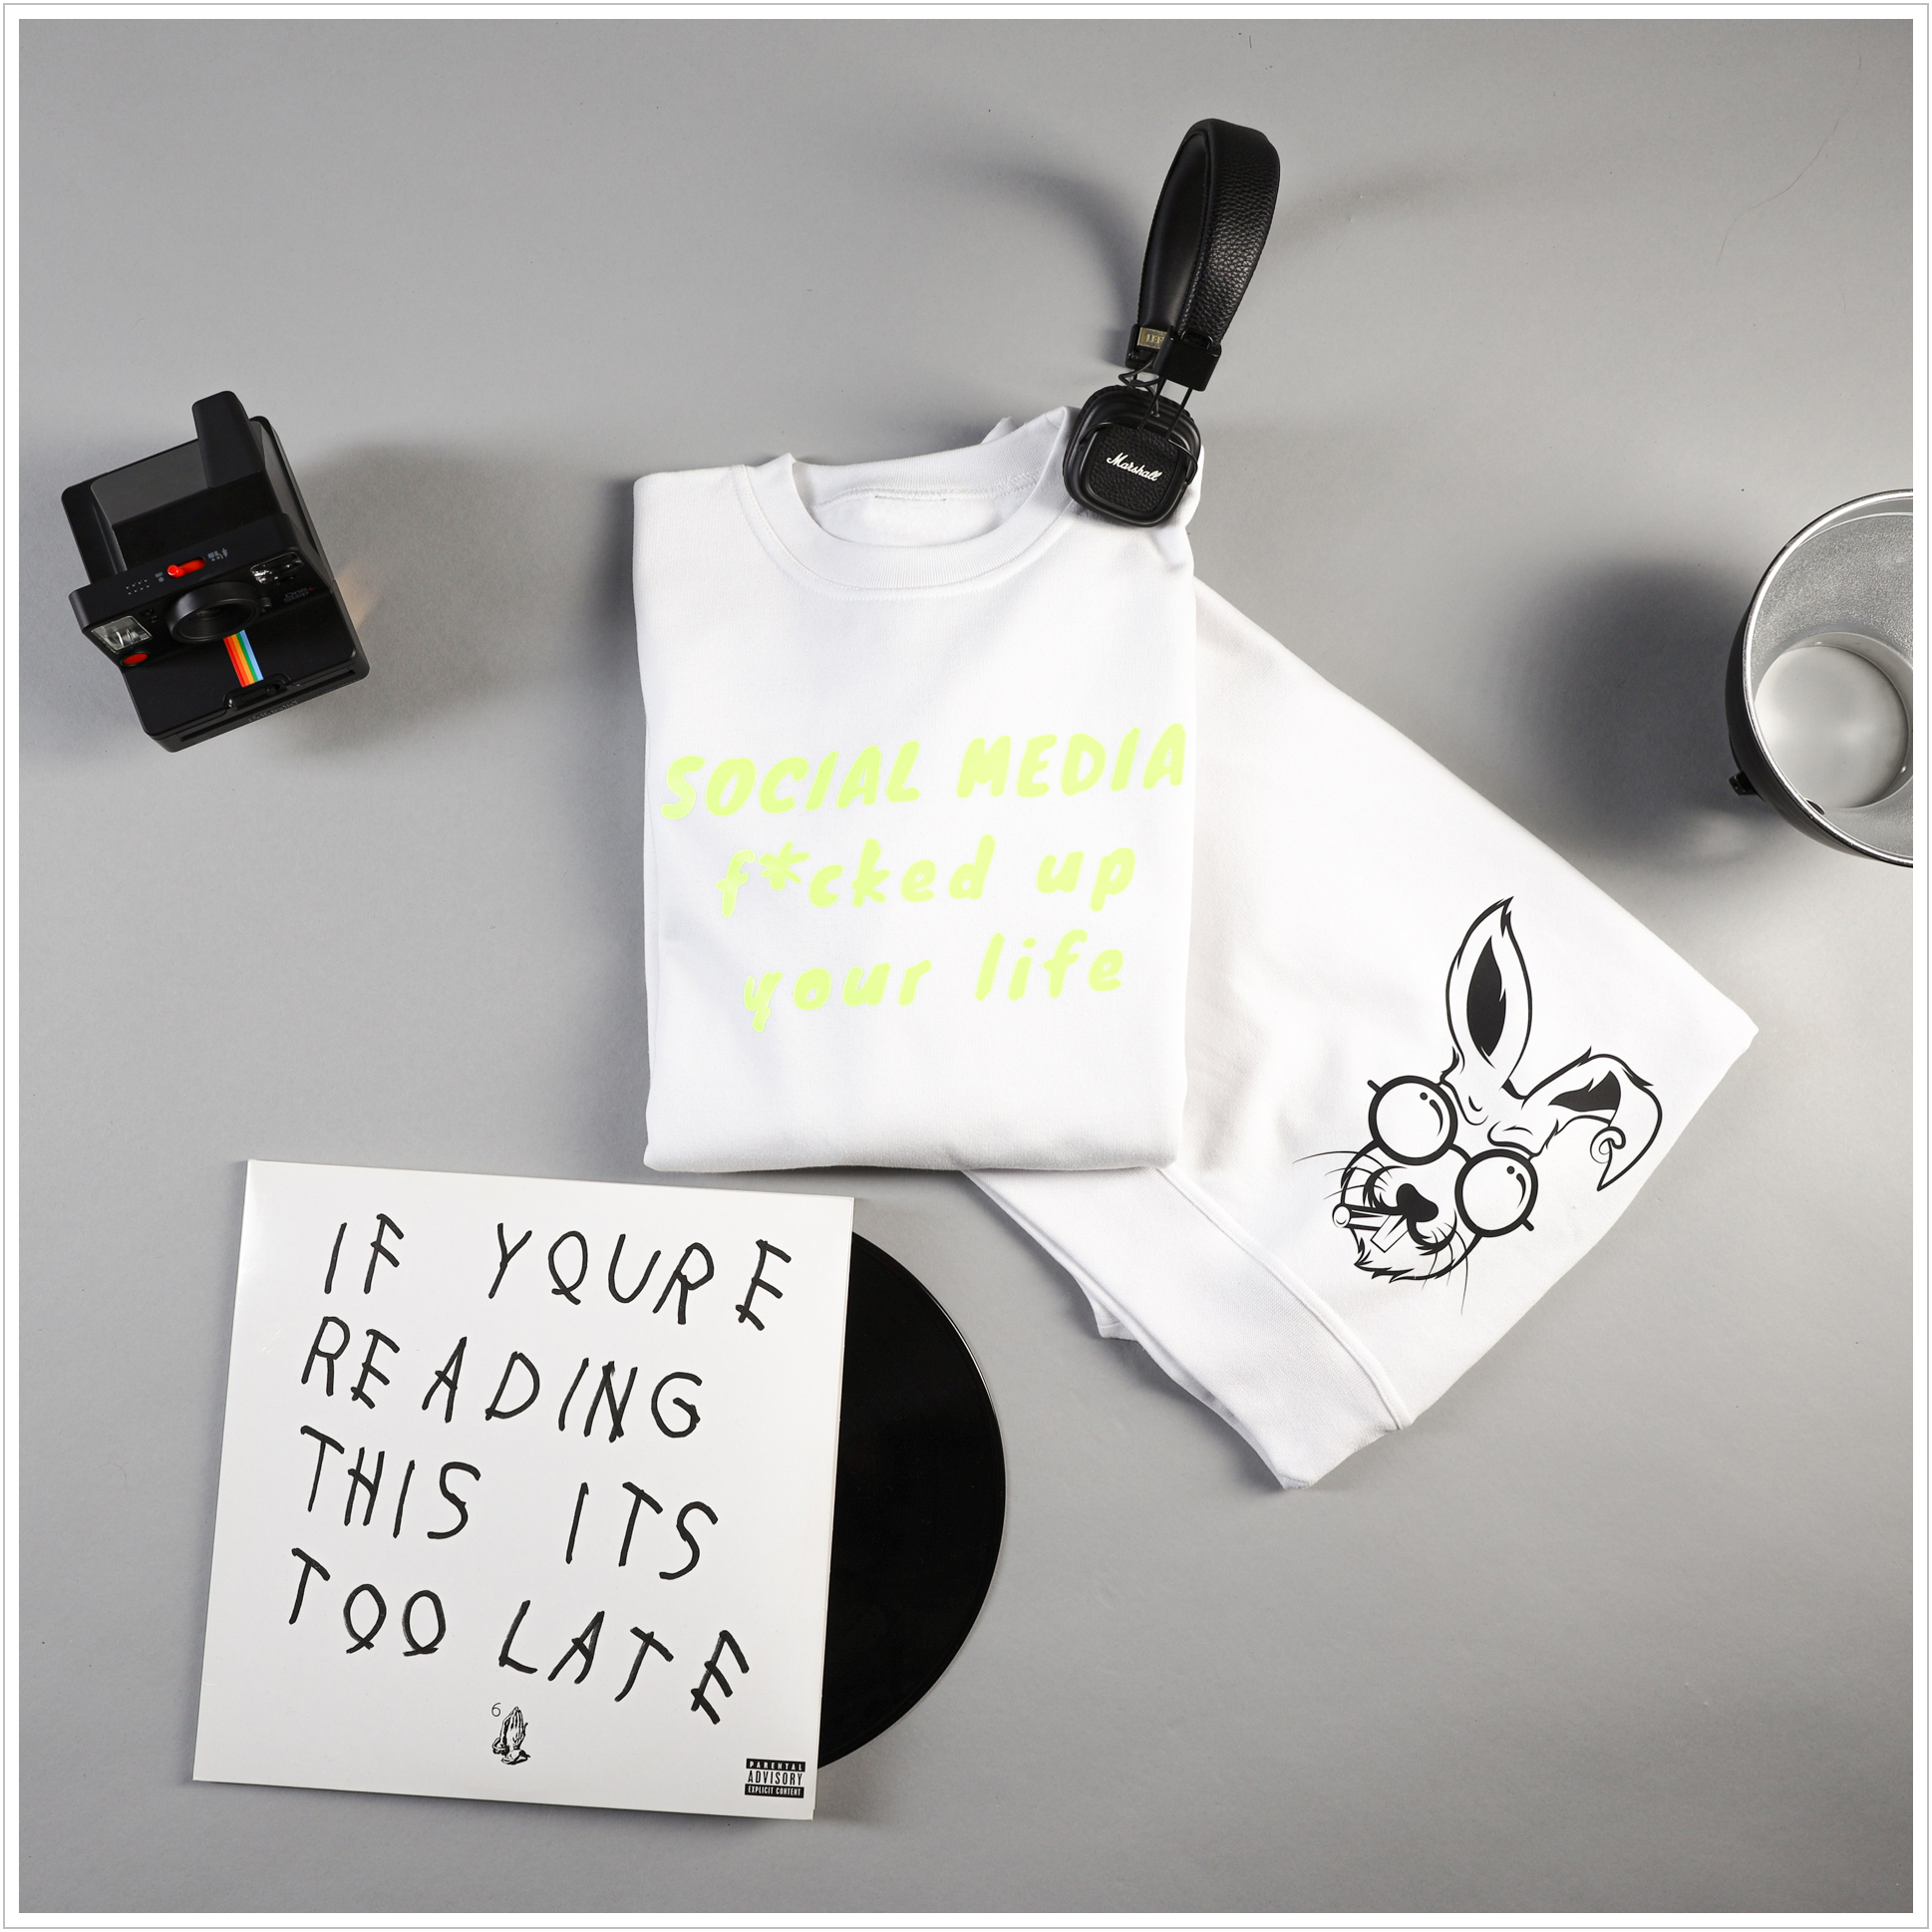 Marshall
SOCIAL MEDIA
f*cked up
your life
IF YOURE
READING
THIS ITS
TOO LATE
6
PARENTAL
ADVISORY
EXPLICIT CONTENT